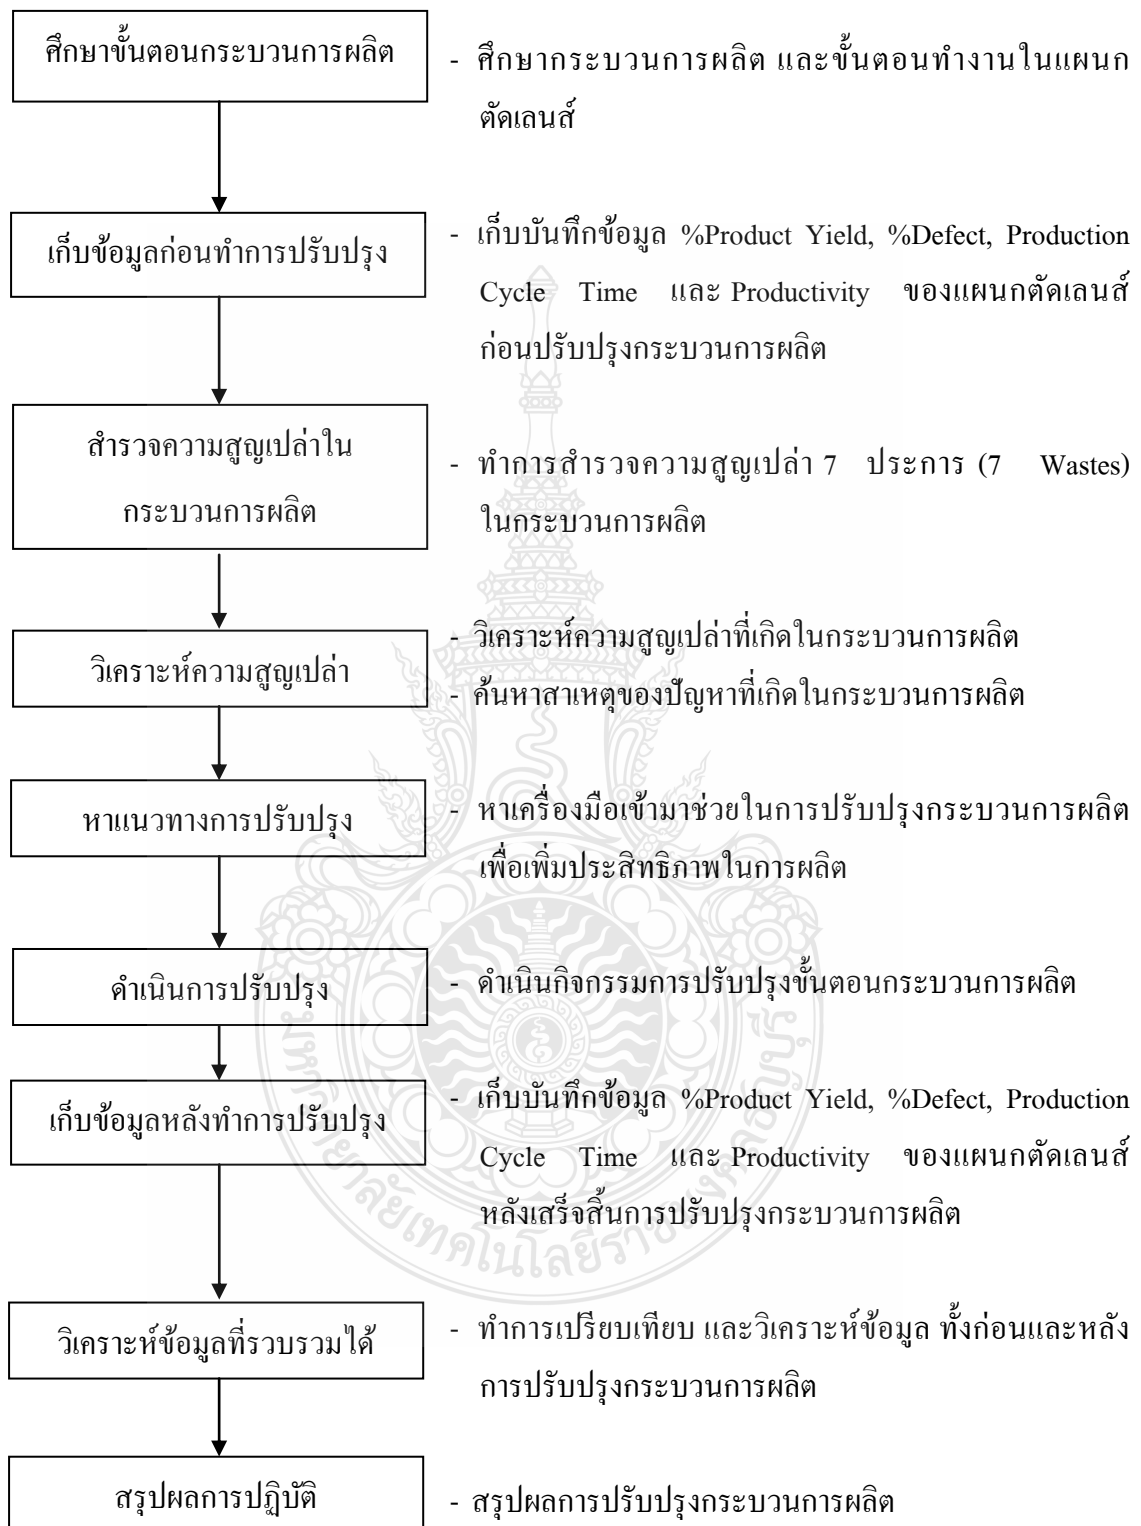 ศึกษาขั้นตอนกระบวนการผลิต
- ศึกษากระบวนการผลิต และขั้นตอนทำงานในแผนก
ตัดเลนส์
เก็บข้อมูลก่อนทำการปรับปรุง
- เก็บบันทึกข้อมูล %Product Yield, %Defect, Production
Cycle Time และ Productivity ของแผนกตัดเลนส์
ก่อนปรับปรุงกระบวนการผลิต
สำรวจความสูญเปล่าใน
กระบวนการผลิต
- ทำการสำรวจความสูญเปล่า 7 ประการ (7 Wastes)
ในกระบวนการผลิต
วิเคราะห์ความสูญเปล่า
- วิเคราะห์ความสูญเปล่าที่เกิดในกระบวนการผลิต
- ค้นหาสาเหตุของปัญหาที่เกิดในกระบวนการผลิต
หาแนวทางการปรับปรุง
- หาเครื่องมือเข้ามาช่วยในการปรับปรุงกระบวนการผลิต
เพื่อเพิ่มประสิทธิภาพในการผลิต
ดำเนินการปรับปรุง
- ดำเนินกิจกรรมการปรับปรุงขั้นตอนกระบวนการผลิต
เก็บข้อมูลหลังทำการปรับปรุง
- เก็บบันทึกข้อมูล %Product Yield, %Defect, Production
Cycle Time และ Productivity ของแผนกตัดเลนส์
หลังเสร็จสิ้นการปรับปรุงกระบวนการผลิต
วิเคราะห์ข้อมูลที่รวบรวมได้
- ทำการเปรียบเทียบ และวิเคราะห์ข้อมูล ทั้งก่อนและหลัง
การปรับปรุงกระบวนการผลิต
สรุปผลการปฏิบัติ
- สรุปผลการปรับปรุงกระบวนการผลิต
มหาวิทยาลัยเทคโนโลยีราชมงคลธัญบุรี